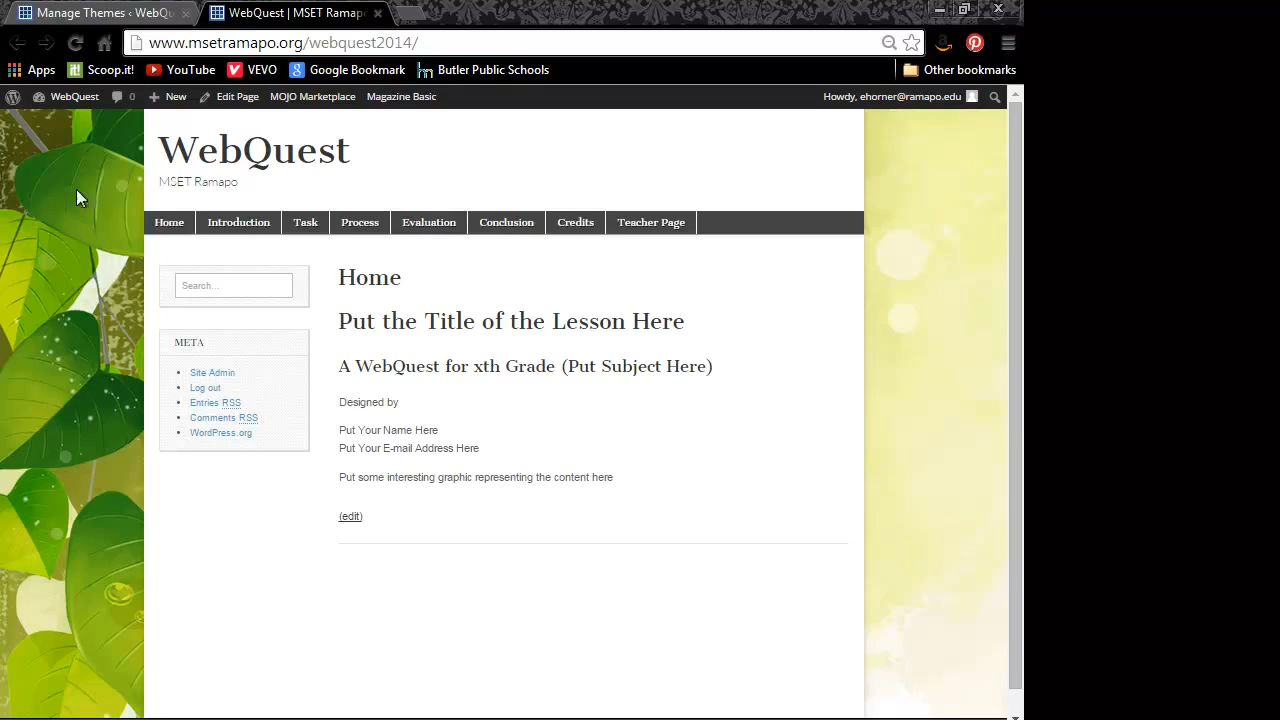 Manage Themes ‹ WebQu
WebQuest | MSET Ramapo
www.msetramapo.org/webquest2014/
Apps Scoop.it! YouTube VEVO Google Bookmark Butler Public Schools Other bookmarks
WebQuest 0 New Edit Page MOJO Marketplace Magazine Basic Howdy, ehorner@ramapo.edu
WebQuest
MSET Ramapo
Home Introduction Task Process Evaluation Conclusion Credits Teacher Page
Search...
META
Site Admin
Log out
Entries RSS
Comments RSS
WordPress.org
Home
Put the Title of the Lesson Here
A WebQuest for xth Grade (Put Subject Here)
Designed by
Put Your Name Here
Put Your E-mail Address Here
Put some interesting graphic representing the content here
(edit)